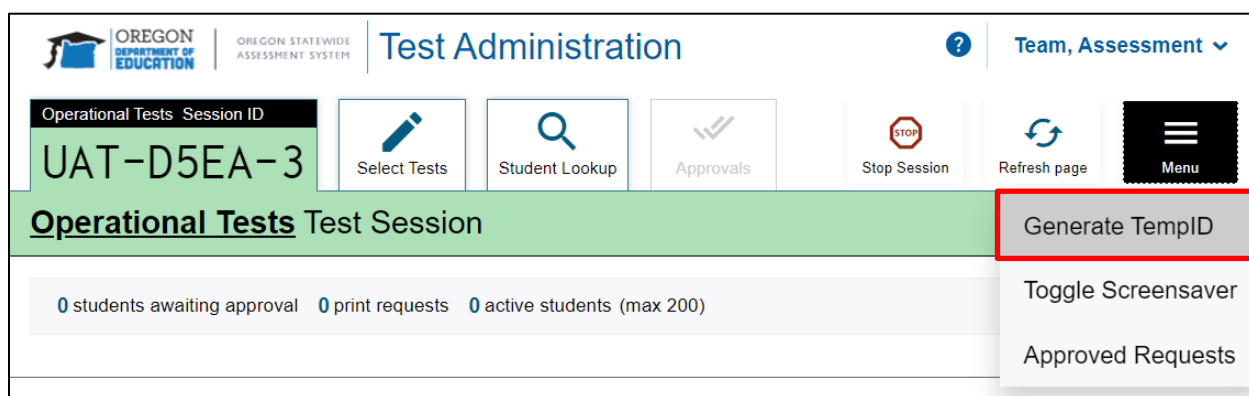 OREGON
DEPARTMENT OF
EDUCATION
OREGON STATEWIDE
ASSESSMENT SYSTEM
Test Administration
?
Team, Assessment
Operational Tests Session ID
UAT-D5EA-3
Select Tests
Student Lookup
Approvals
STOP
Stop Session
Refresh page
Menu
Operational Tests Test Session
Generate TempID
Toggle Screensaver
Approved Requests
0 students awaiting approval 0 print requests 0 active students (max 200)